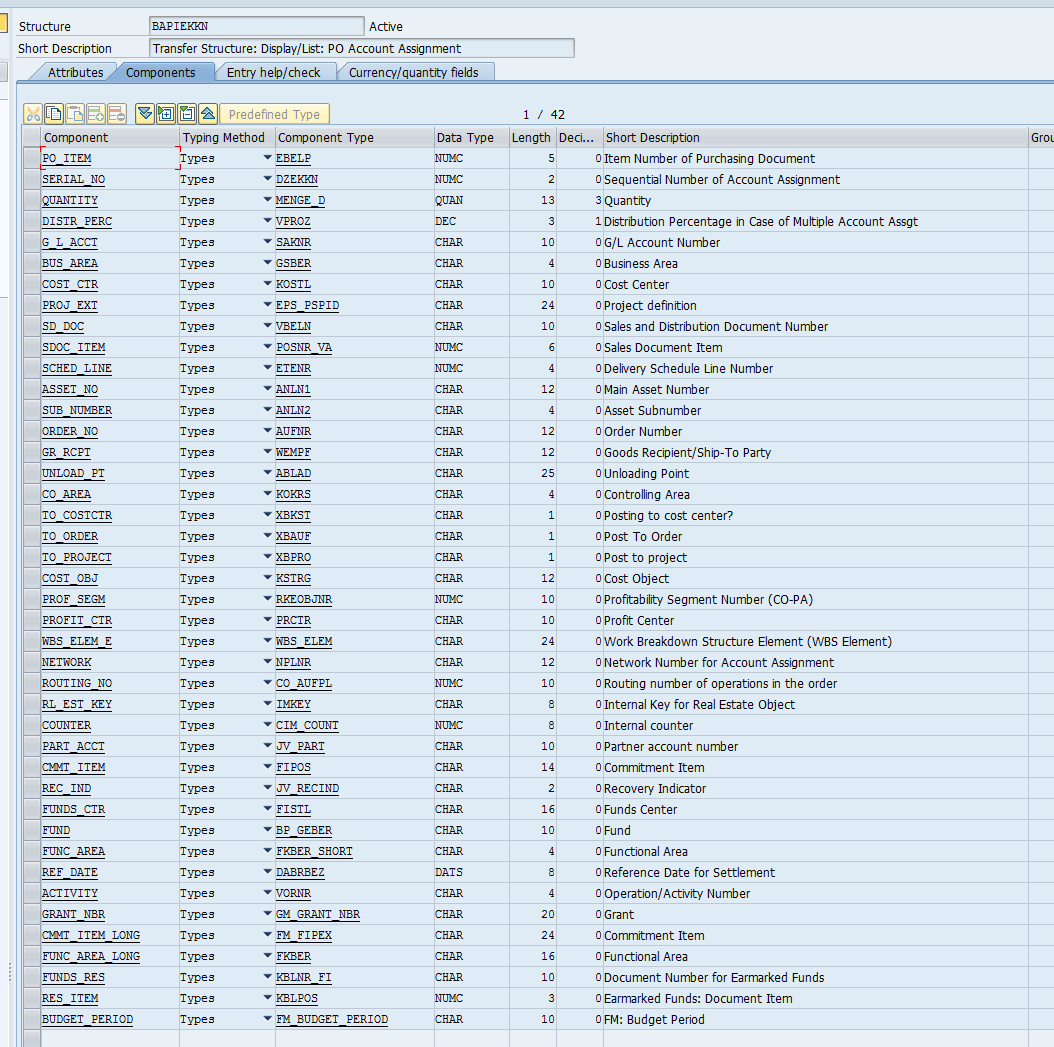 Structure BAPIEKKN Active
Short Description Transfer Structure: Display/List: PO Account Assignment
Attributes Components Entry help/check Currency/quantity fields
Predefined Type 1 / 42
Component Typing Method Component Type Data Type Length Deci... Short Description Grou
PO_ITEM Types EBELP NUMC 5 0 Item Number of Purchasing Document
SERIAL_NO Types DZEKKN NUMC 2 0 Sequential Number of Account Assignment
QUANTITY Types MENGE_D QUAN 13 3 Quantity
DISTR_PERC Types VPROZ DEC 3 1 Distribution Percentage in Case of Multiple Account Assgt
G_L_ACCT Types SAKNR CHAR 10 0 G/L Account Number
BUS_AREA Types GSBER CHAR 4 0 Business Area
COST_CTR Types KOSTL CHAR 10 0 Cost Center
PROJ_EXT Types EPS_PSPID CHAR 24 0 Project definition
SD_DOC Types VBELN CHAR 10 0 Sales and Distribution Document Number
SDOC_ITEM Types POSNR_VA NUMC 6 0 Sales Document Item
SCHED_LINE Types ETENR NUMC 4 0 Delivery Schedule Line Number
ASSET_NO Types ANLN1 CHAR 12 0 Main Asset Number
SUB_NUMBER Types ANLN2 CHAR 4 0 Asset Subnumber
ORDER_NO Types AUFNR CHAR 12 0 Order Number
GR_RCPT Types WEMPF CHAR 12 0 Goods Recipient/Ship-To Party
UNLOAD_PT Types ABLAD CHAR 25 0 Unloading Point
CO_AREA Types KOKRS CHAR 4 0 Controlling Area
TO_COSTCTR Types XBKST CHAR 1 0 Posting to cost center?
TO_ORDER Types XBAUF CHAR 1 0 Post To Order
TO_PROJECT Types XBPRO CHAR 1 0 Post to project
COST_OBJ Types KSTRG CHAR 12 0 Cost Object
PROF_SEGM Types RKEOBJNR NUMC 10 0 Profitability Segment Number (CO-PA)
PROFIT_CTR Types PRCTR CHAR 10 0 Profit Center
WBS_ELEM_E Types WBS_ELEM CHAR 24 0 Work Breakdown Structure Element (WBS Element)
NETWORK Types NPLNR CHAR 12 0 Network Number for Account Assignment
ROUTING_NO Types CO_AUFPL NUMC 10 0 Routing number of operations in the order
RL_EST_KEY Types IMKEY CHAR 8 0 Internal Key for Real Estate Object
COUNTER Types CIM_COUNT NUMC 8 0 Internal counter
PART_ACCT Types JV_PART CHAR 10 0 Partner account number
CMMT_ITEM Types FIPOS CHAR 14 0 Commitment Item
REC_IND Types JV_RECIND CHAR 2 0 Recovery Indicator
FUNDS_CTR Types FISTL CHAR 16 0 Funds Center
FUND Types BP_GEBER CHAR 10 0 Fund
FUNC_AREA Types FKBER_SHORT CHAR 4 0 Functional Area
REF_DATE Types DABRBEZ DATS 8 0 Reference Date for Settlement
ACTIVITY Types VORNR CHAR 4 0 Operation/Activity Number
GRANT_NBR Types GM_GRANT_NBR CHAR 20 0 Grant
CMMT_ITEM_LONG Types FM_FIPEX CHAR 24 0 Commitment Item
FUNC_AREA_LONG Types FKBER CHAR 16 0 Functional Area
FUNDS_RES Types KBLNR_FI CHAR 10 0 Document Number for Earmarked Funds
RES_ITEM Types KBLPOS NUMC 3 0 Earmarked Funds: Document Item
BUDGET_PERIOD Types FM_BUDGET_PERIOD CHAR 10 0 FM: Budget Period